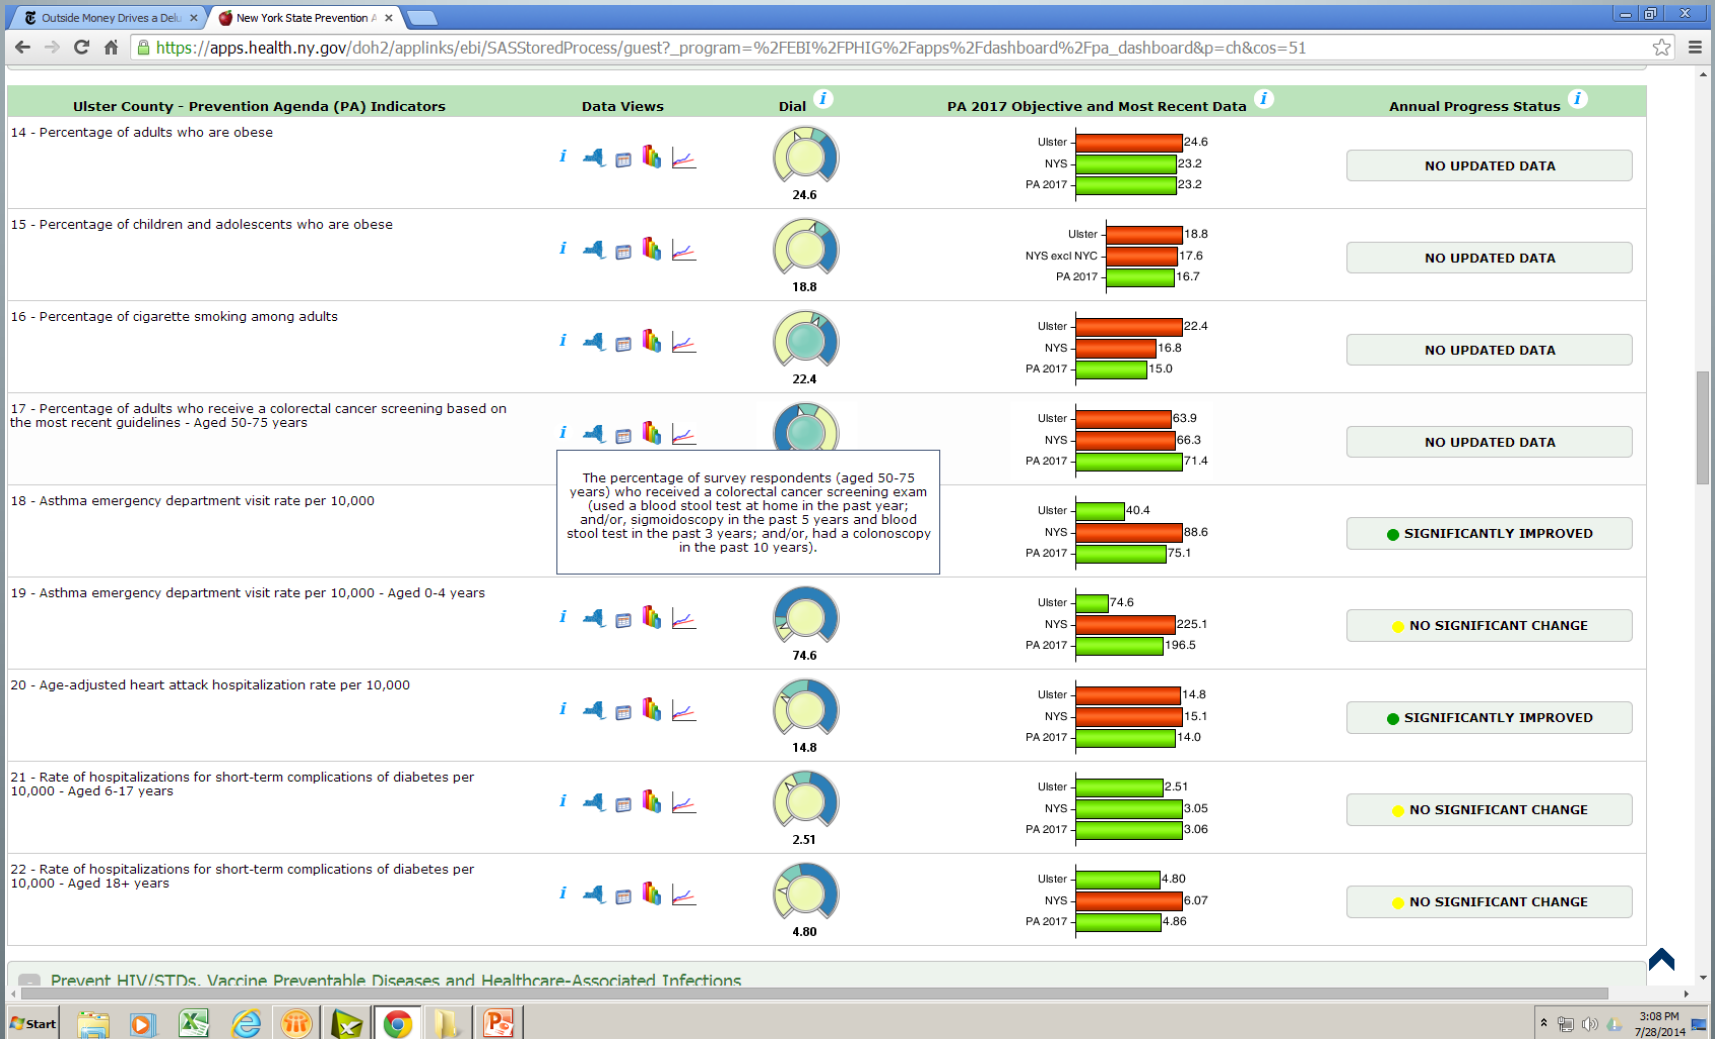 Outside Money Drives a Delu
New York State Prevention A
https://apps.health.ny.gov/doh2/applinks/ebi/SASStoredProcess/guest?_program=%2FEBI%2FPHIG%2Fapps%2Fdashboard%2Fpa_dashboard&p=ch&cos=51
Ulster County - Prevention Agenda (PA) Indicators Data Views Dial i PA 2017 Objective and Most Recent Data i Annual Progress Status i
14 - Percentage of adults who are obese
i
24.6
Ulster 24.6
NYS 23.2
PA 2017 23.2
NO UPDATED DATA
15 - Percentage of children and adolescents who are obese
i
18.8
Ulster 18.8
NYS excl NYC 17.6
PA 2017 16.7
NO UPDATED DATA
16 - Percentage of cigarette smoking among adults
i
22.4
Ulster 22.4
NYS 16.8
PA 2017 15.0
NO UPDATED DATA
17 - Percentage of adults who receive a colorectal cancer screening based on
the most recent guidelines - Aged 50-75 years
i
Ulster 63.9
NYS 66.3
PA 2017 71.4
NO UPDATED DATA
The percentage of survey respondents (aged 50-75
years) who received a colorectal cancer screening exam
(used a blood stool test at home in the past year;
and/or, sigmoidoscopy in the past 5 years and blood
stool test in the past 3 years; and/or, had a colonoscopy
in the past 10 years).
18 - Asthma emergency department visit rate per 10,000
Ulster 40.4
NYS 88.6
PA 2017 75.1
SIGNIFICANTLY IMPROVED
19 - Asthma emergency department visit rate per 10,000 - Aged 0-4 years
i
74.6
Ulster 74.6
NYS 225.1
PA 2017 196.5
NO SIGNIFICANT CHANGE
20 - Age-adjusted heart attack hospitalization rate per 10,000
i
14.8
Ulster 14.8
NYS 15.1
PA 2017 14.0
SIGNIFICANTLY IMPROVED
21 - Rate of hospitalizations for short-term complications of diabetes per
10,000 - Aged 6-17 years
i
2.51
Ulster 2.51
NYS 3.05
PA 2017 3.06
NO SIGNIFICANT CHANGE
22 - Rate of hospitalizations for short-term complications of diabetes per
10,000 - Aged 18+ years
i
4.80
Ulster 4.80
NYS 6.07
PA 2017 4.86
NO SIGNIFICANT CHANGE
Prevent HIV/STDs, Vaccine Preventable Diseases and Healthcare-Associated Infections
Start
3:08 PM
7/28/2014